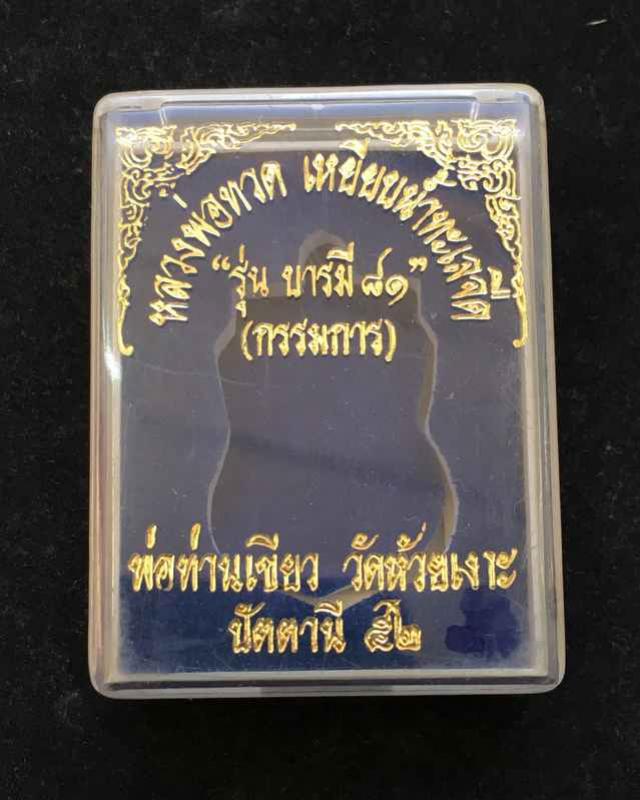 หลวงพ่อทวด เหยียบน้ำทะเลจืด
“รุ่น บารมี ๘๑”
(กรรมการ)
พ่อท่านเขียว วัดห้วยเงาะ
ปัตตานี ๕๒